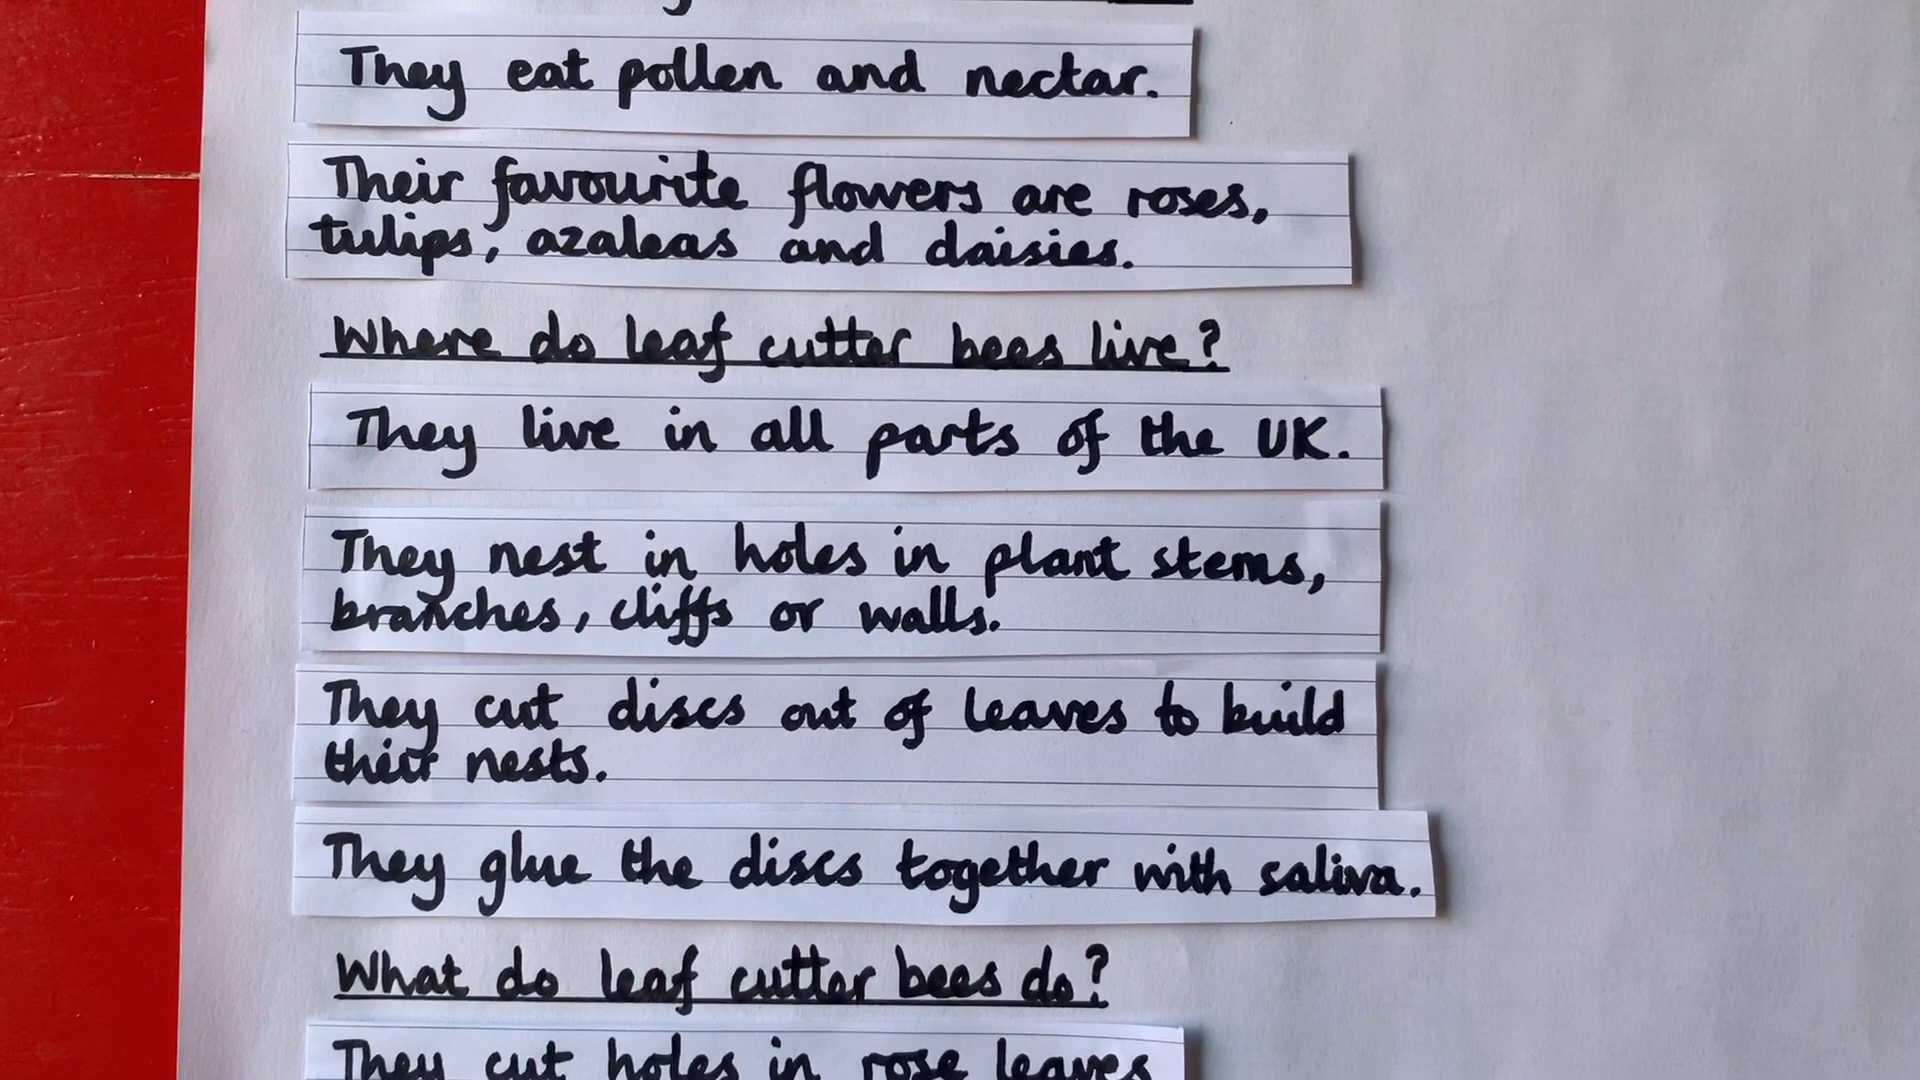 They eat pollen and nectar.
Their favourite flowers are roses,
tulips, azaleas and daisies.
Where do leaf cutter bees live?
They live in all parts of the UK.
They nest in holes in plant stems,
branches, cliffs or walls.
They cut discs out of leaves to build
their nests.
They glue the discs together with saliva.
What do leaf cutter bees do?
They cut holes in rose leaves